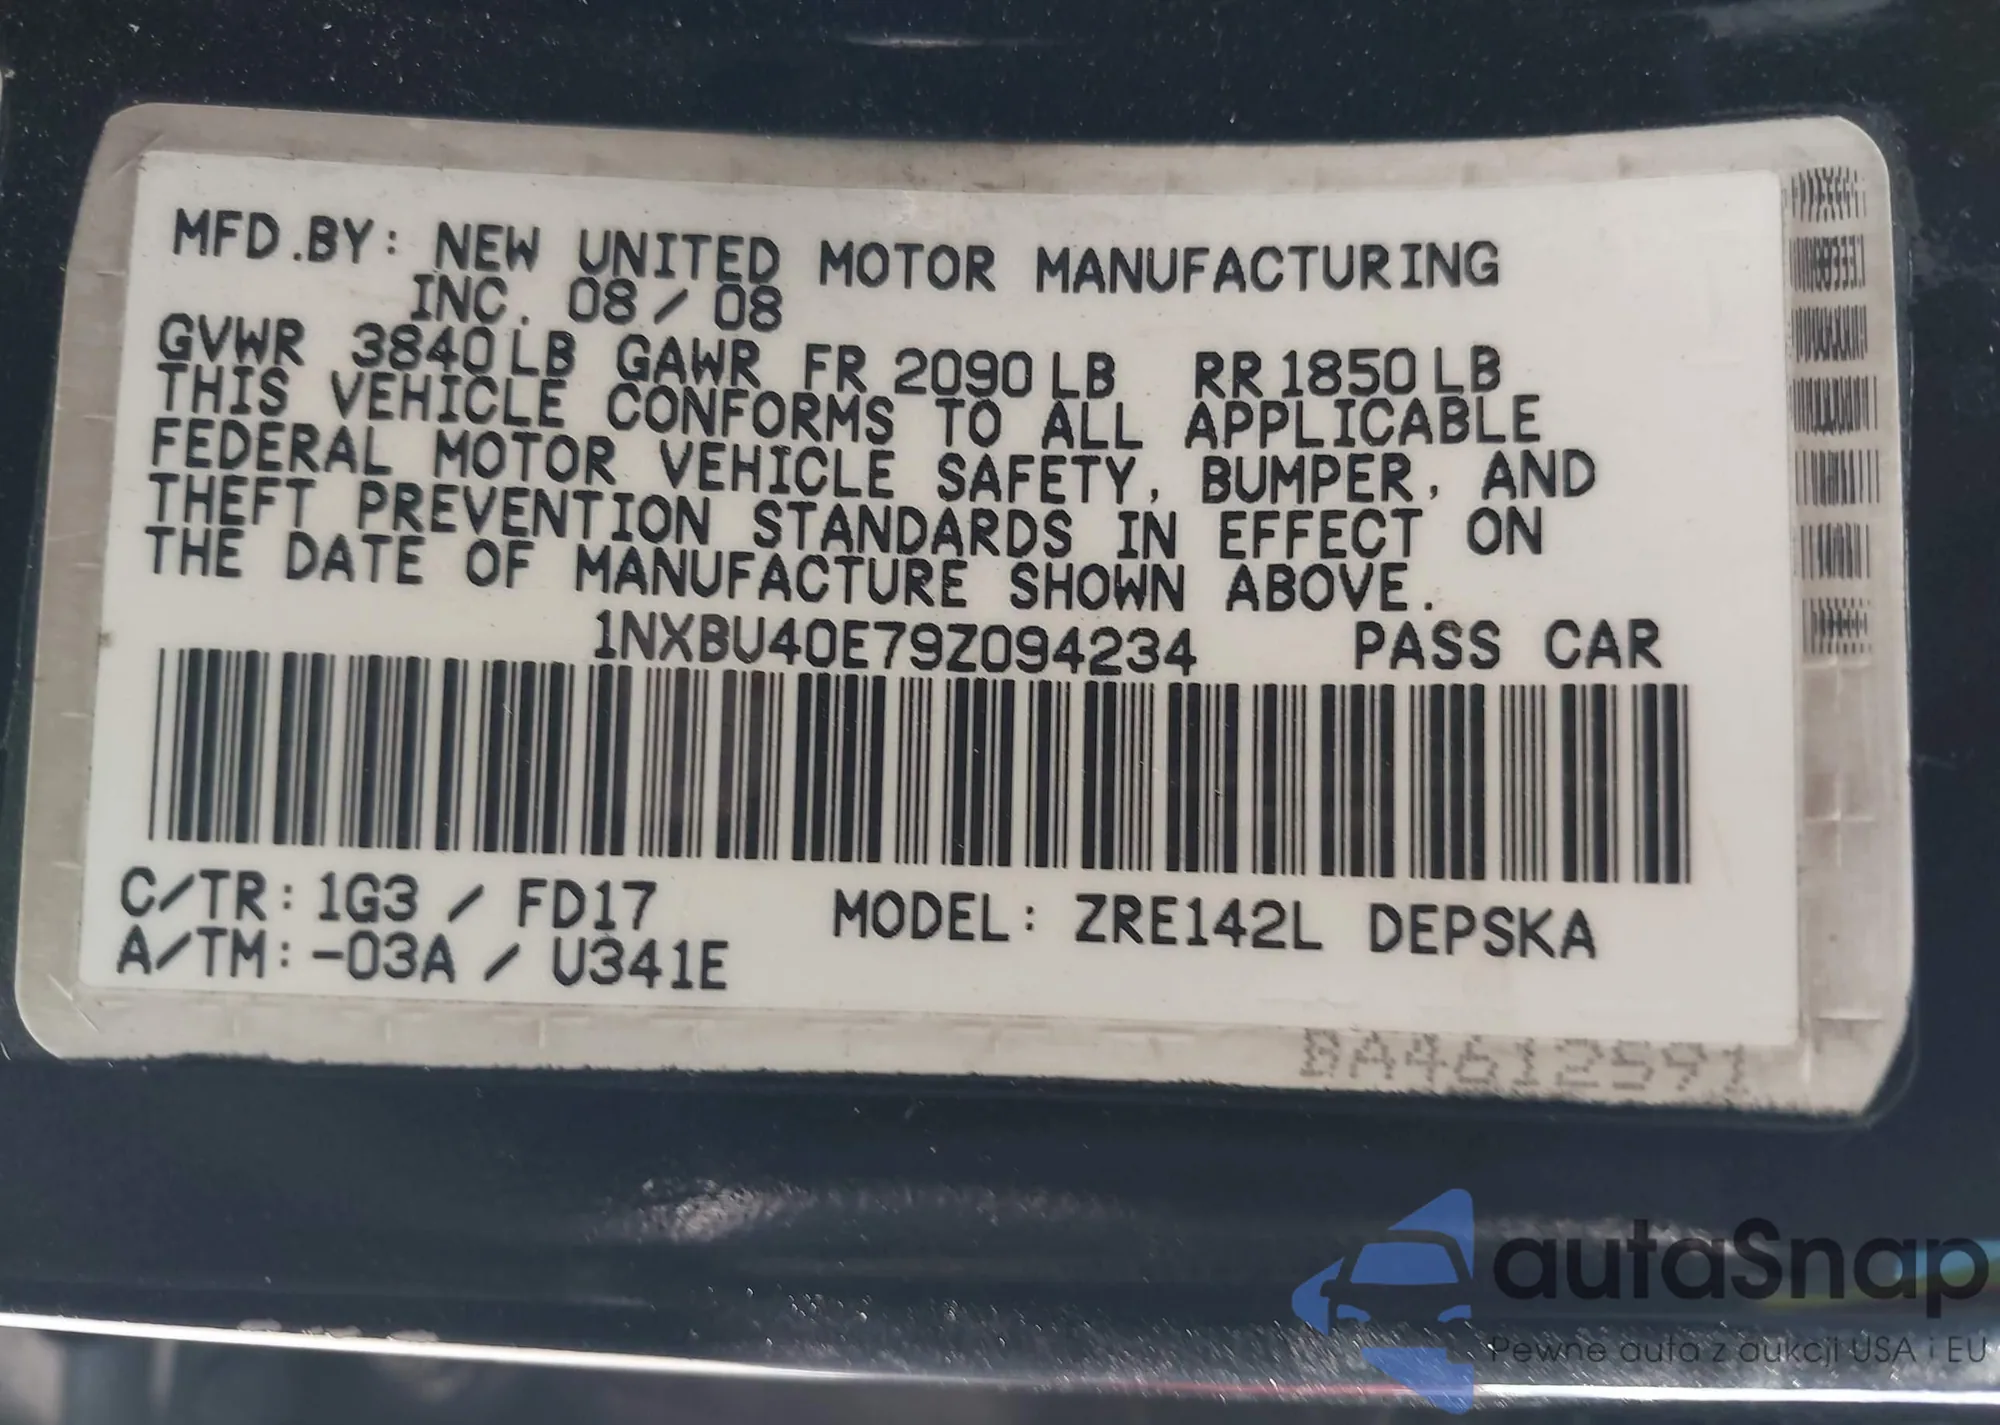 MFD.BY: NEW UNITED MOTOR MANUFACTURING
INC. 08/08
GVWR 3840LB GAWR FR 2090LB RR1850LB
THIS VEHICLE CONFORMS TO ALL APPLICABLE
FEDERAL MOTOR VEHICLE SAFETY, BUMPER, AND
THEFT PREVENTION STANDARDS IN EFFECT ON
THE DATE OF MANUFACTURE SHOWN ABOVE.
1NXBU40E79Z094234 PASS CAR
C/TR: 1G3 / FD17 MODEL: ZRE142L DEPSKA
A/TM: -03A / U341E
autaSnap
Pewne auta z aukcji USA i EU